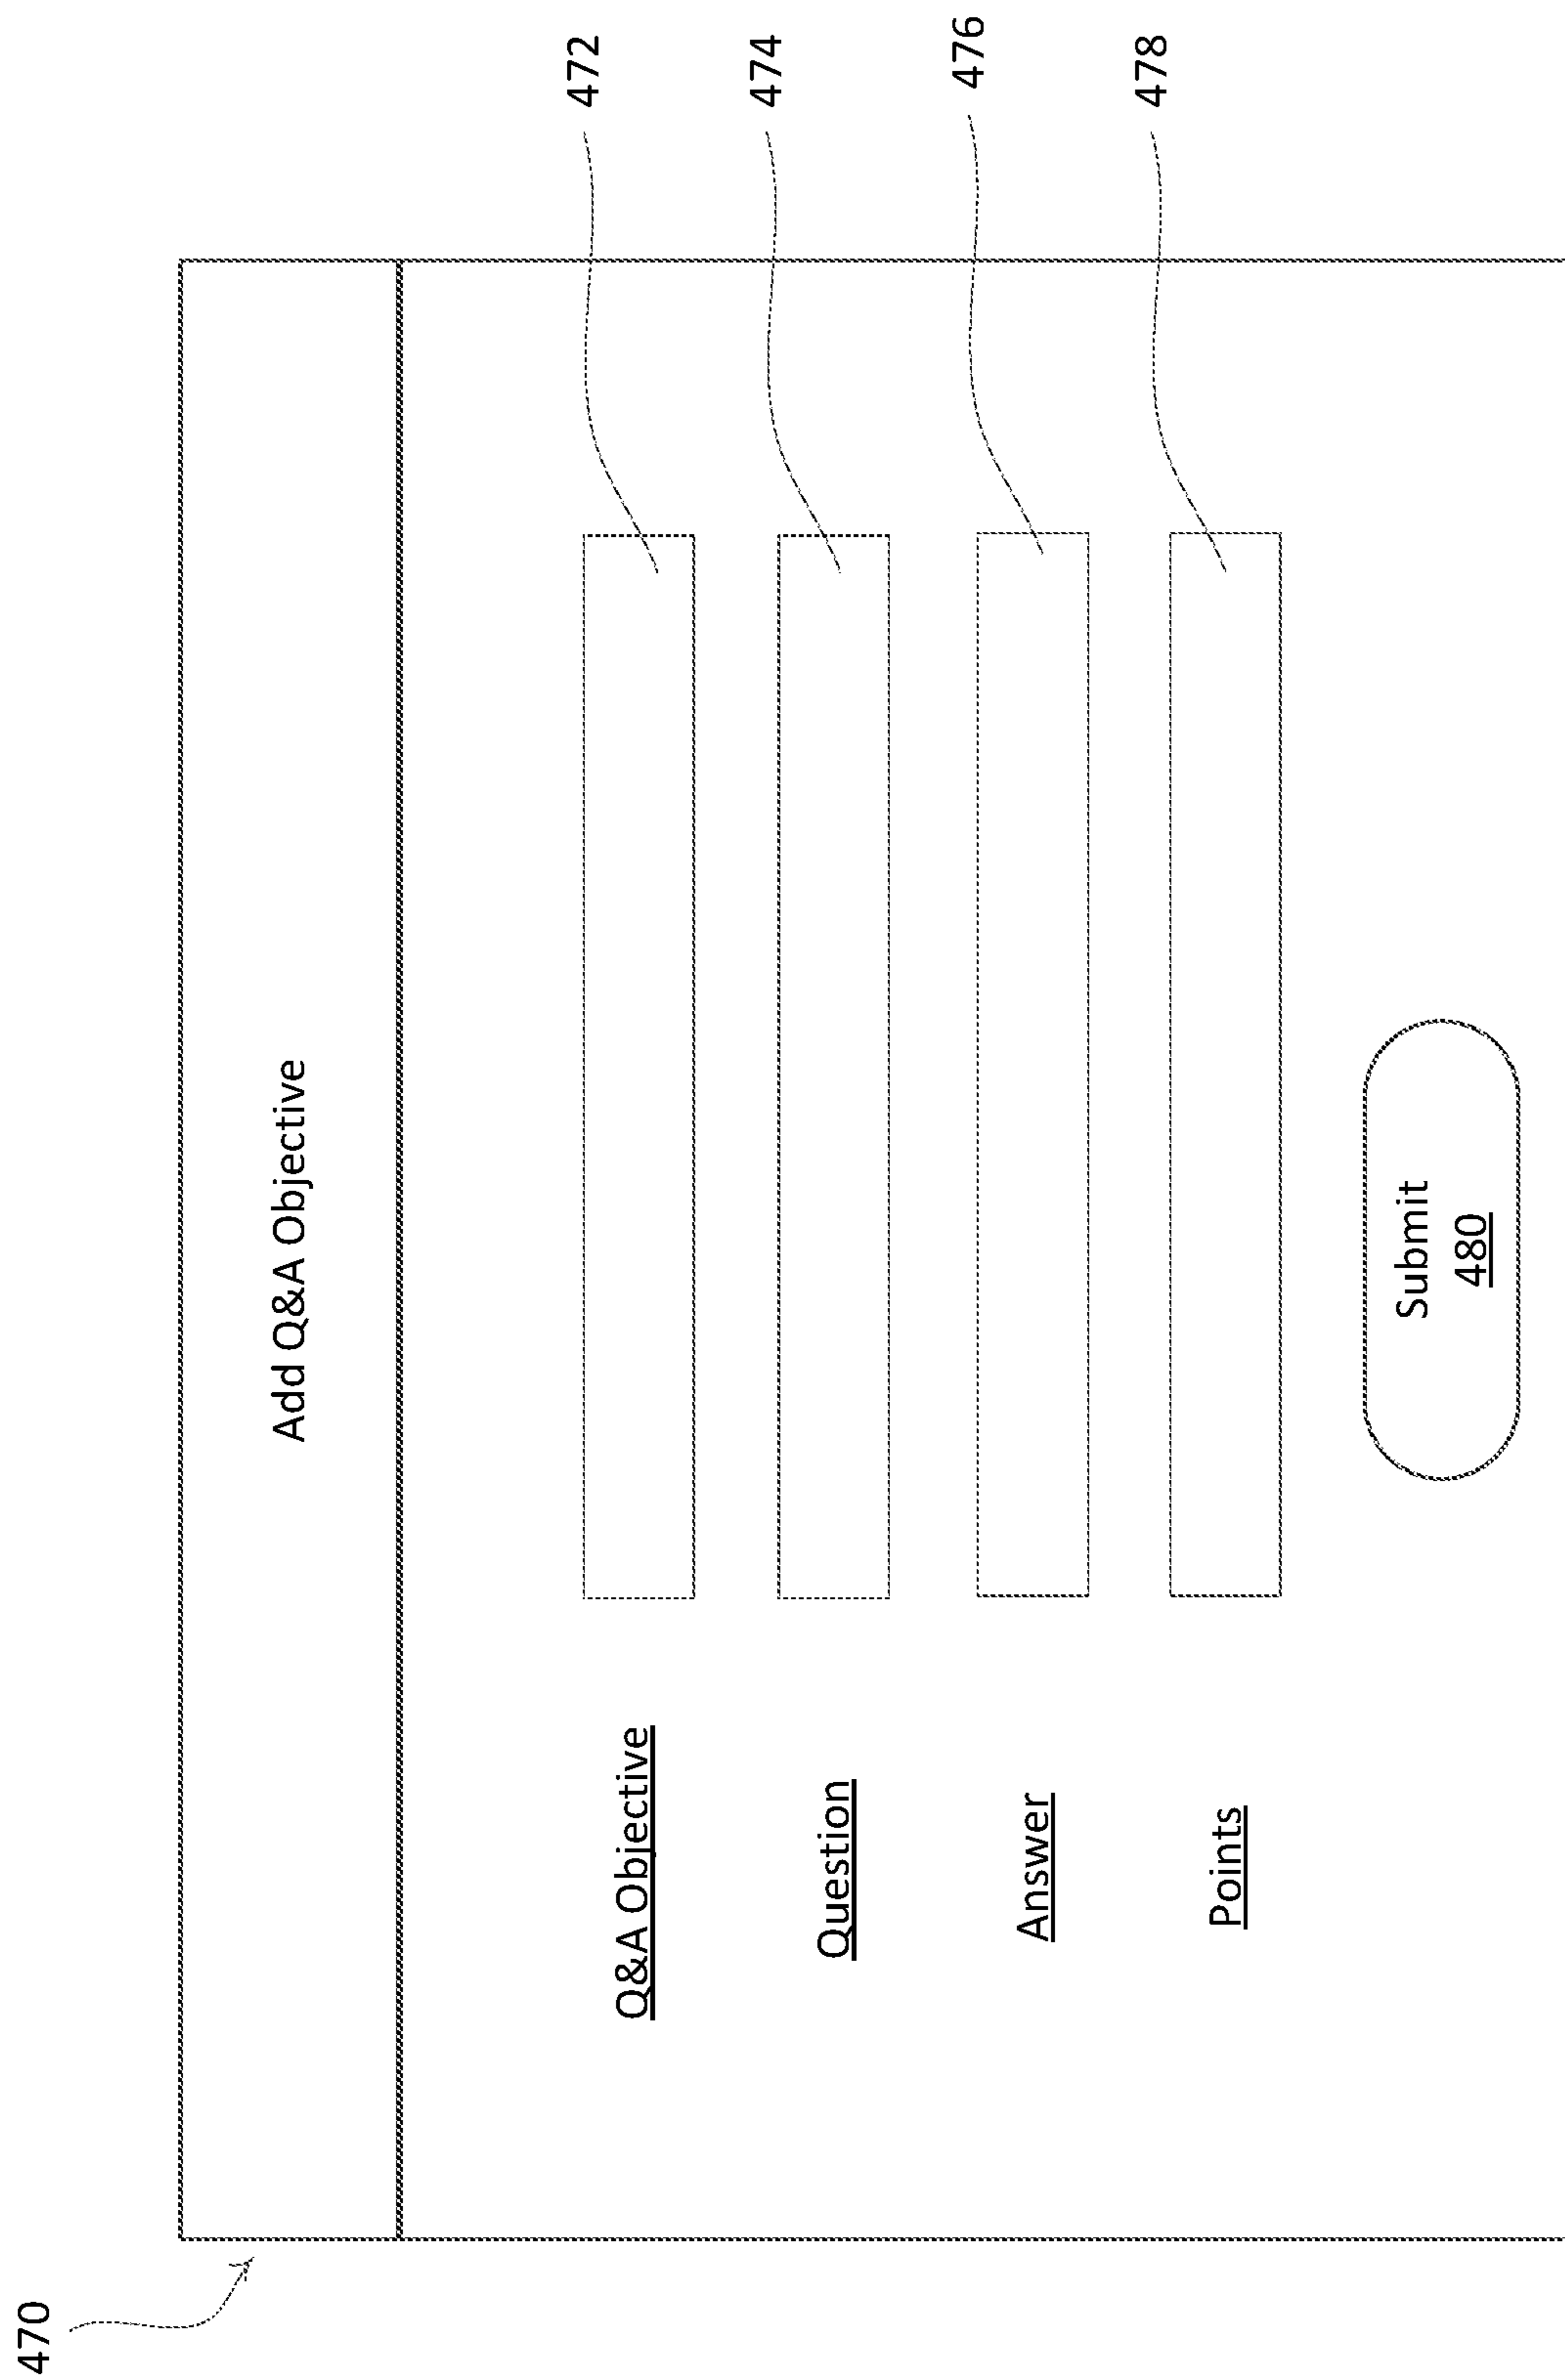 470
Add Q&A Objective
Q&A Objective
472
Question
474
Answer
476
Points
478
Submit
480